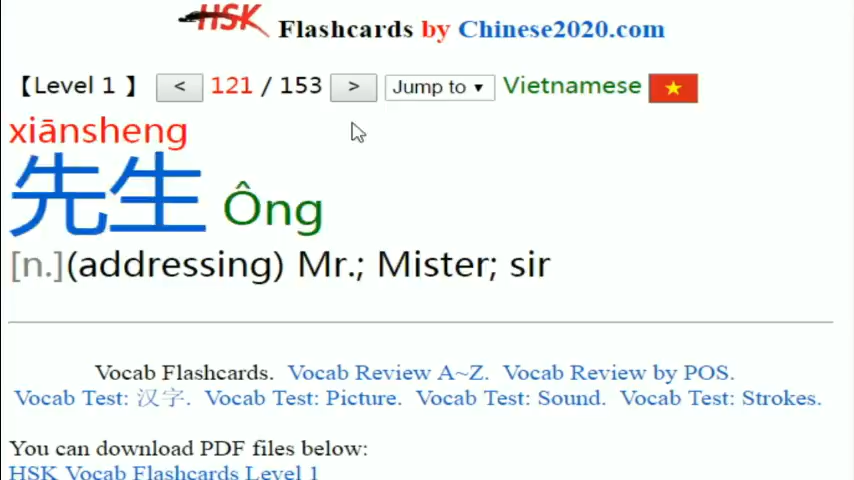 HSK Flashcards by Chinese2020.com
【Level 1 】 < 121 / 153 > Jump to ▼ Vietnamese
xiānsheng
先生 Ông
[n.](addressing) Mr.; Mister; sir
Vocab Flashcards. Vocab Review A~Z. Vocab Review by POS.
Vocab Test: 汉字. Vocab Test: Picture. Vocab Test: Sound. Vocab Test: Strokes.
You can download PDF files below:
HSK Vocab Flashcards Level 1